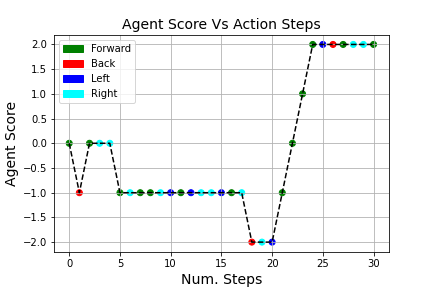 Agent Score Vs Action Steps
2.0
1.5
1.0
0.5
0.0
−0.5
−1.0
−1.5
−2.0
Agent Score
Forward
Back
Left
Right
0 5 10 15 20 25 30
Num. Steps